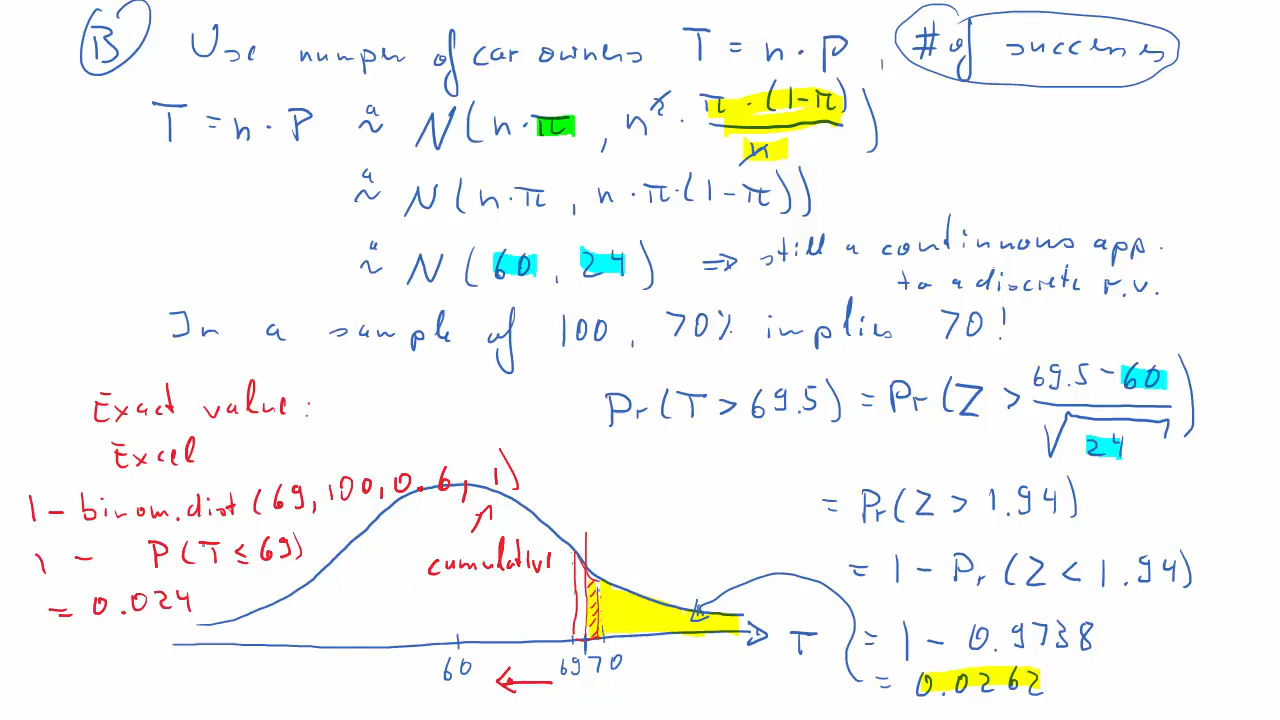 B Use numper of car owners T = n · P , # of successes
T = n · P a~ N( n · π , n² · π · (1-π) / n )
a~ N( n · π , n · π · (1-π) )
a~ N( 60 , 24 ) ⇒ still a continuous app.
to a discrete r.v.
In a sample of 100 , 70% implies 70 !
Pr( T > 69.5 ) = Pr( Z > 69.5 - 60 / √24 )
= Pr( Z > 1.94 )
= 1 - Pr( Z < 1.94 )
= 1 - 0.9738
= 0.0262
Exact value :
Excel
1 - binom.dist (69, 100, 0.6, 1)
cumulative
1 - P( T ≤ 69 )
= 0.024
60 69 70 T